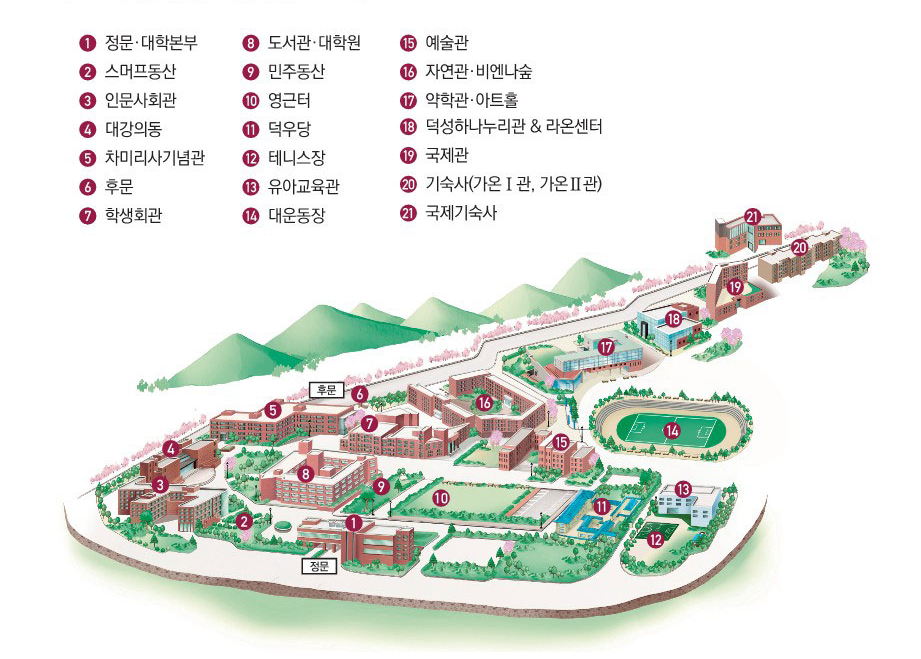 1 정문·대학본부
2 스머프동산
3 인문사회관
4 대강의동
5 차미리사기념관
6 후문
7 학생회관
8 도서관·대학원
9 민주동산
10 영근터
11 덕우당
12 테니스장
13 유아교육관
14 대운동장
15 예술관
16 자연관·비엔나숲
17 약학관·아트홀
18 덕성하나누리관 & 라온센터
19 국제관
20 기숙사(가온Ⅰ관, 가온Ⅱ관)
21 국제기숙사
21
20
19
18
17
후문
6
16
5
7
14
15
4
8
3
9
10
13
11
2
1
12
정문